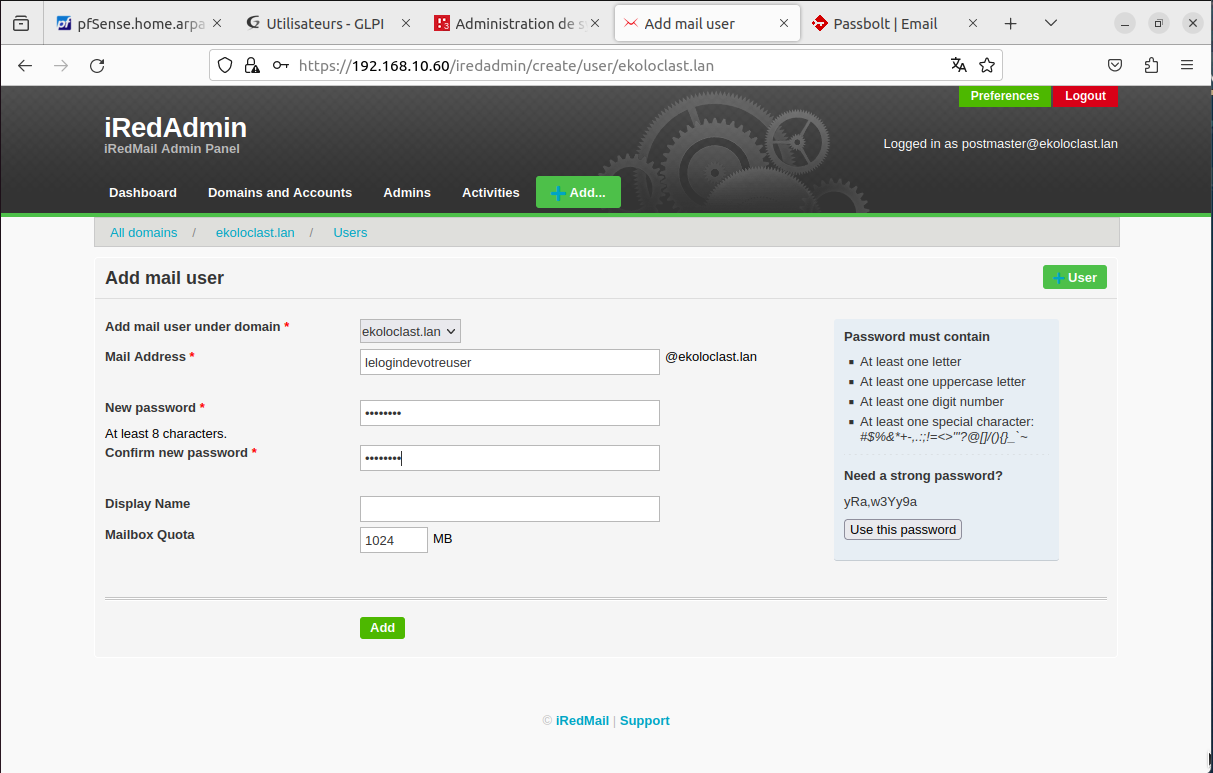 pfSense.home.arpa
Utilisateurs - GLPI
Administration de s
Add mail user
Passbolt | Email
https://192.168.10.60/iredadmin/create/user/ekoloclast.lan
Preferences
Logout
iRedAdmin
iRedMail Admin Panel
Logged in as postmaster@ekoloclast.lan
Dashboard
Domains and Accounts
Admins
Activities
Add...
All domains / ekoloclast.lan / Users
Add mail user
User
Add mail user under domain *
ekoloclast.lan
Mail Address *
lelogindevotreuser
@ekoloclast.lan
New password *
••••••••
At least 8 characters.
Confirm new password *
••••••••
Display Name
Mailbox Quota
1024
MB
Password must contain
At least one letter
At least one uppercase letter
At least one digit number
At least one special character:
#$%&*+-,.:;!=<>'"?@[]/(){}_`~
Need a strong password?
yRa,w3Yy9a
Use this password
Add
© iRedMail | Support